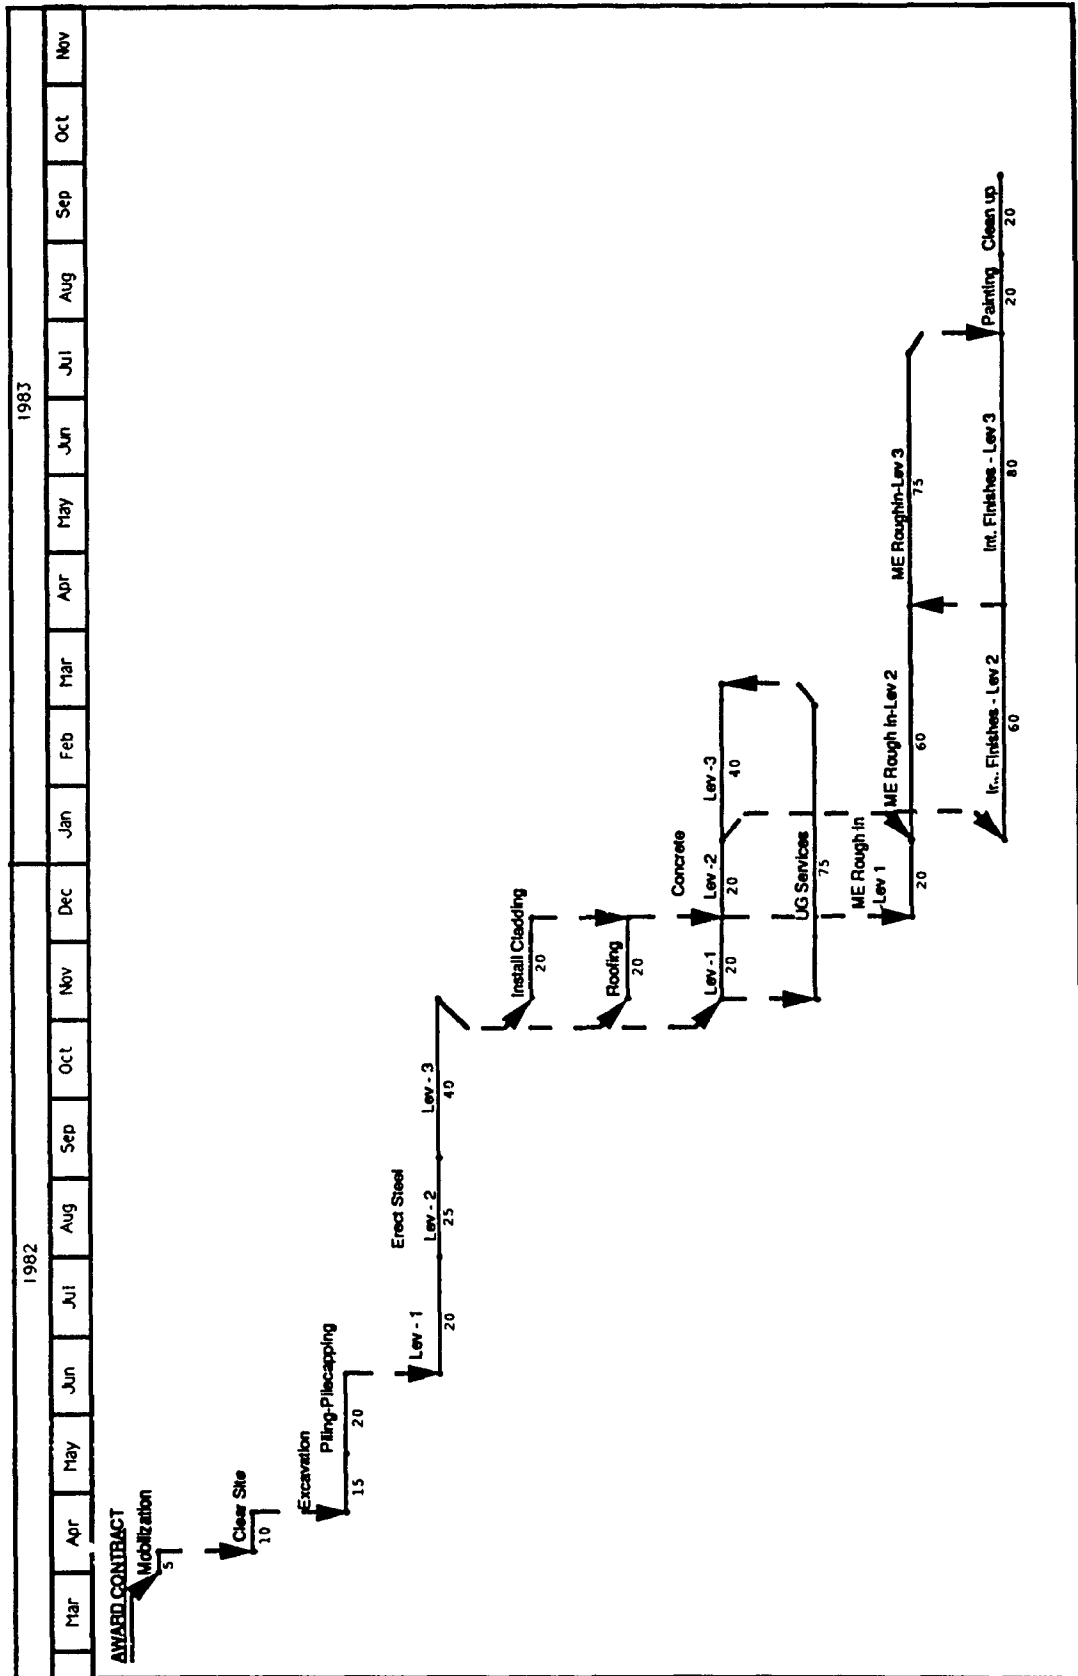 1982
1983
Mar
Apr
May
Jun
Jul
Aug
Sep
Oct
Nov
Dec
Jan
Feb
Mar
Apr
May
Jun
Jul
Aug
Sep
Oct
Nov
AWARD CONTRACT
Mobilization
5
Clear Site
10
Excavation
15
Piling-Pilecapping
20
Erect Steel
Lev - 1
20
Lev - 2
25
Lev - 3
40
Install Cladding
20
Roofing
20
Concrete
Lev -1
20
Lev -2
20
Lev -3
40
UG Services
75
ME Rough in
Lev 1
20
ME Rough in-Lev 2
60
ME Roughin-Lev 3
75
Finishes - Lev 2
60
Int. Finishes - Lev 3
80
Painting
20
Clean up
20